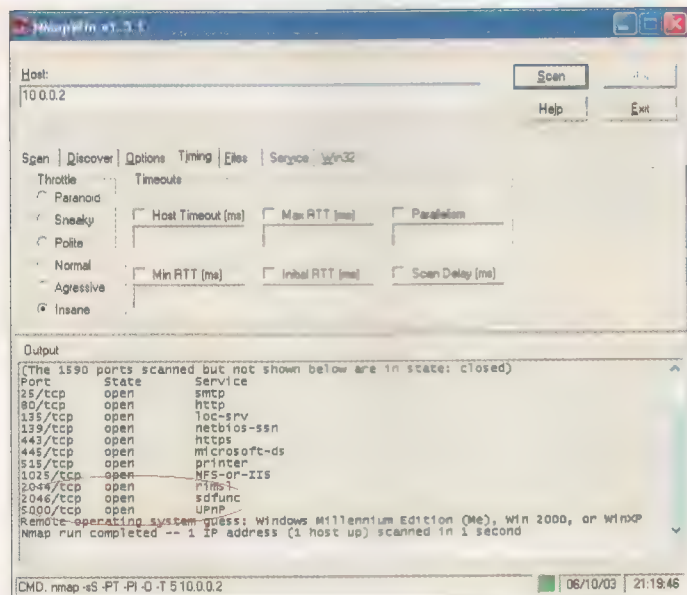 NmapWin v1.3.1
Host:
10.0.0.2
Scan
Help
Exit
Scan Discover Options Timing Files Service Win32
Throttle
Timeouts
Paranoid
Sneaky
Polite
Normal
Agressive
Insane
Host Timeout (ms)
Max RTT (ms)
Parallelism
Min RTT (ms)
Initial RTT (ms)
Scan Delay (ms)
Output
(The 1590 ports scanned but not shown below are in state: closed)
Port State Service
25/tcp open smtp
80/tcp open http
135/tcp open loc-srv
139/tcp open netbios-ssn
443/tcp open https
445/tcp open microsoft-ds
515/tcp open printer
1025/tcp open NFS-or-IIS
2044/tcp open rimsl
2046/tcp open sdfunc
5000/tcp open UPnP
Remote operating system guess: Windows Millennium Edition (Me), Win 2000, or WinXP
Nmap run completed -- 1 IP address (1 host up) scanned in 1 second
CMD. nmap -sS -PT -PI -O -T 5 10.0.0.2
06/10/03
21:19:46